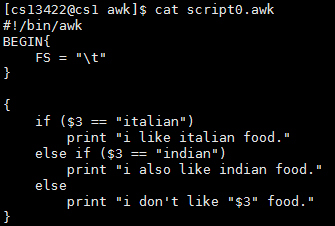 [cs13422@cs1 awk]$ cat script0.awk
#!/bin/awk
BEGIN{
    FS = "\t"
}

{
    if ($3 == "italian")
        print "i like italian food."
    else if ($3 == "indian")
        print "i also like indian food."
    else
        print "i don't like "$3" food."
}